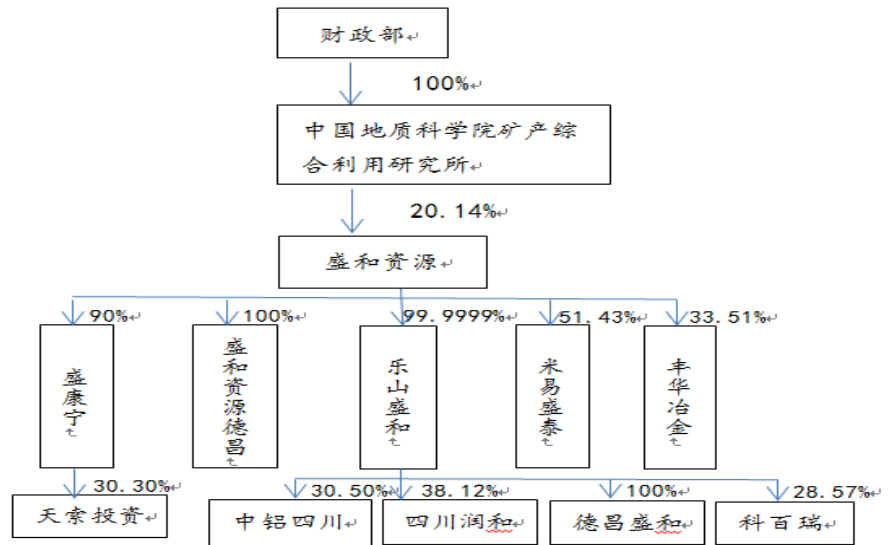 财政部
100%
中国地质科学院矿产综
合利用研究所
20.14%
盛和资源
90%
100%
99.9999%
51.43%
33.51%
盛康宁
盛和资源德昌
乐山盛和
米易盛泰
丰华冶金
30.30%
30.50%
38.12%
100%
28.57%
天索投资
中铝四川
四川润和
德昌盛和
科百瑞